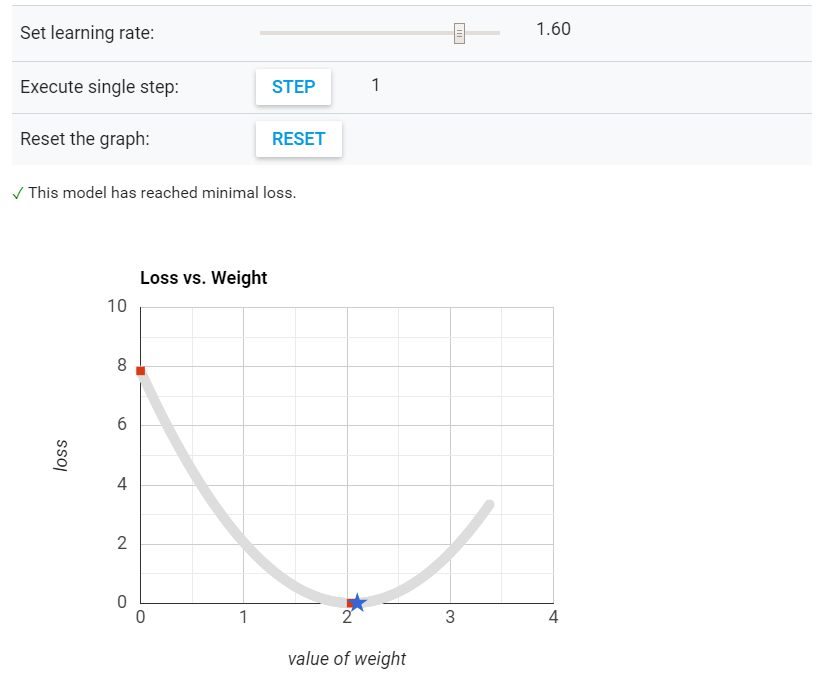 Set learning rate: 1.60
Execute single step: STEP 1
Reset the graph: RESET
✓ This model has reached minimal loss.
Loss vs. Weight
10
8
6
4
2
0
loss
0 1 2 3 4
value of weight